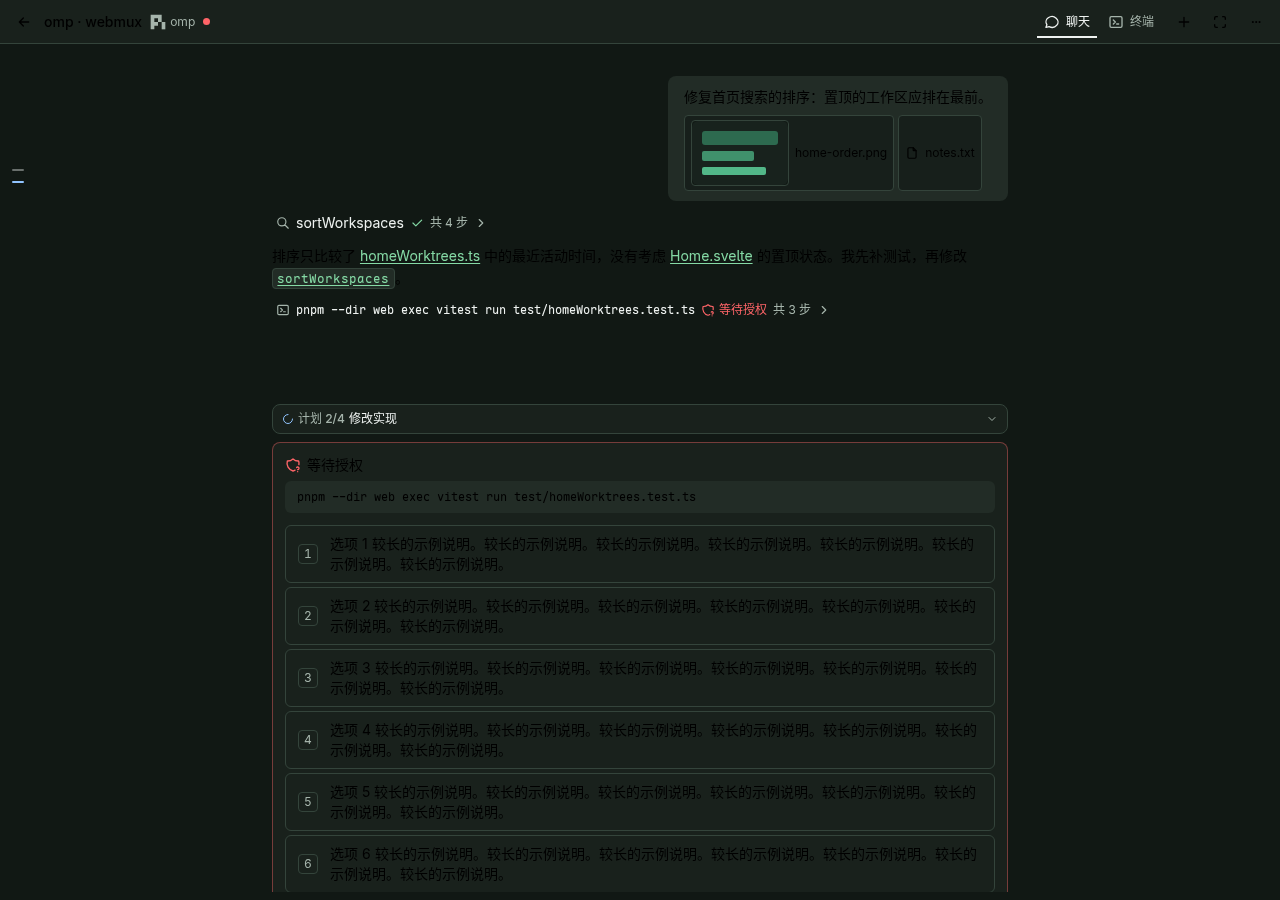 omp · webmux omp 聊天 终端
修复首页搜索的排序：置顶的工作区应排在最前。
home-order.png notes.txt
sortWorkspaces 共 4 步
排序只比较了 homeWorktrees.ts 中的最近活动时间，没有考虑 Home.svelte 的置顶状态。我先补测试，再修改
sortWorkspaces。
pnpm --dir web exec vitest run test/homeWorktrees.test.ts 等待授权 共 3 步
计划 2/4 修改实现
等待授权
pnpm --dir web exec vitest run test/homeWorktrees.test.ts
1 选项 1 较长的示例说明。较长的示例说明。较长的示例说明。较长的示例说明。较长的示例说明。较长的
示例说明。较长的示例说明。
2 选项 2 较长的示例说明。较长的示例说明。较长的示例说明。较长的示例说明。较长的示例说明。较长的
示例说明。较长的示例说明。
3 选项 3 较长的示例说明。较长的示例说明。较长的示例说明。较长的示例说明。较长的示例说明。较长的
示例说明。较长的示例说明。
4 选项 4 较长的示例说明。较长的示例说明。较长的示例说明。较长的示例说明。较长的示例说明。较长的
示例说明。较长的示例说明。
5 选项 5 较长的示例说明。较长的示例说明。较长的示例说明。较长的示例说明。较长的示例说明。较长的
示例说明。较长的示例说明。
6 选项 6 较长的示例说明。较长的示例说明。较长的示例说明。较长的示例说明。较长的示例说明。较长的
示例说明。较长的示例说明。